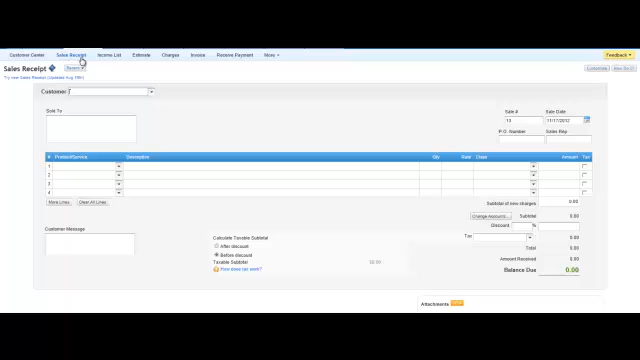 Customer Center Sales Receipt Income List Estimate Charges Invoice Receive Payment More Feedback
Sales Receipt
Try new Sales Receipt (Updated Aug 19th)
Customize
Customer
Sold To
Sale # Sale Date
10 11/17/2012
P.O. Number Sales Rep
# Product/Service Description Qty Rate Class Amount Tax
1
2
3
4
More Lines Clear All Lines
Subtotal of new charges 0.00
Change Accounts... Subtotal 0.00
Discount %
Customer Message
Calculate Taxable Subtotal
Tax 0.00
After discount
Total 0.00
Before discount
Amount Received 0.00
Taxable Subtotal $0.00
How does tax work?
Balance Due 0.00
Attachments